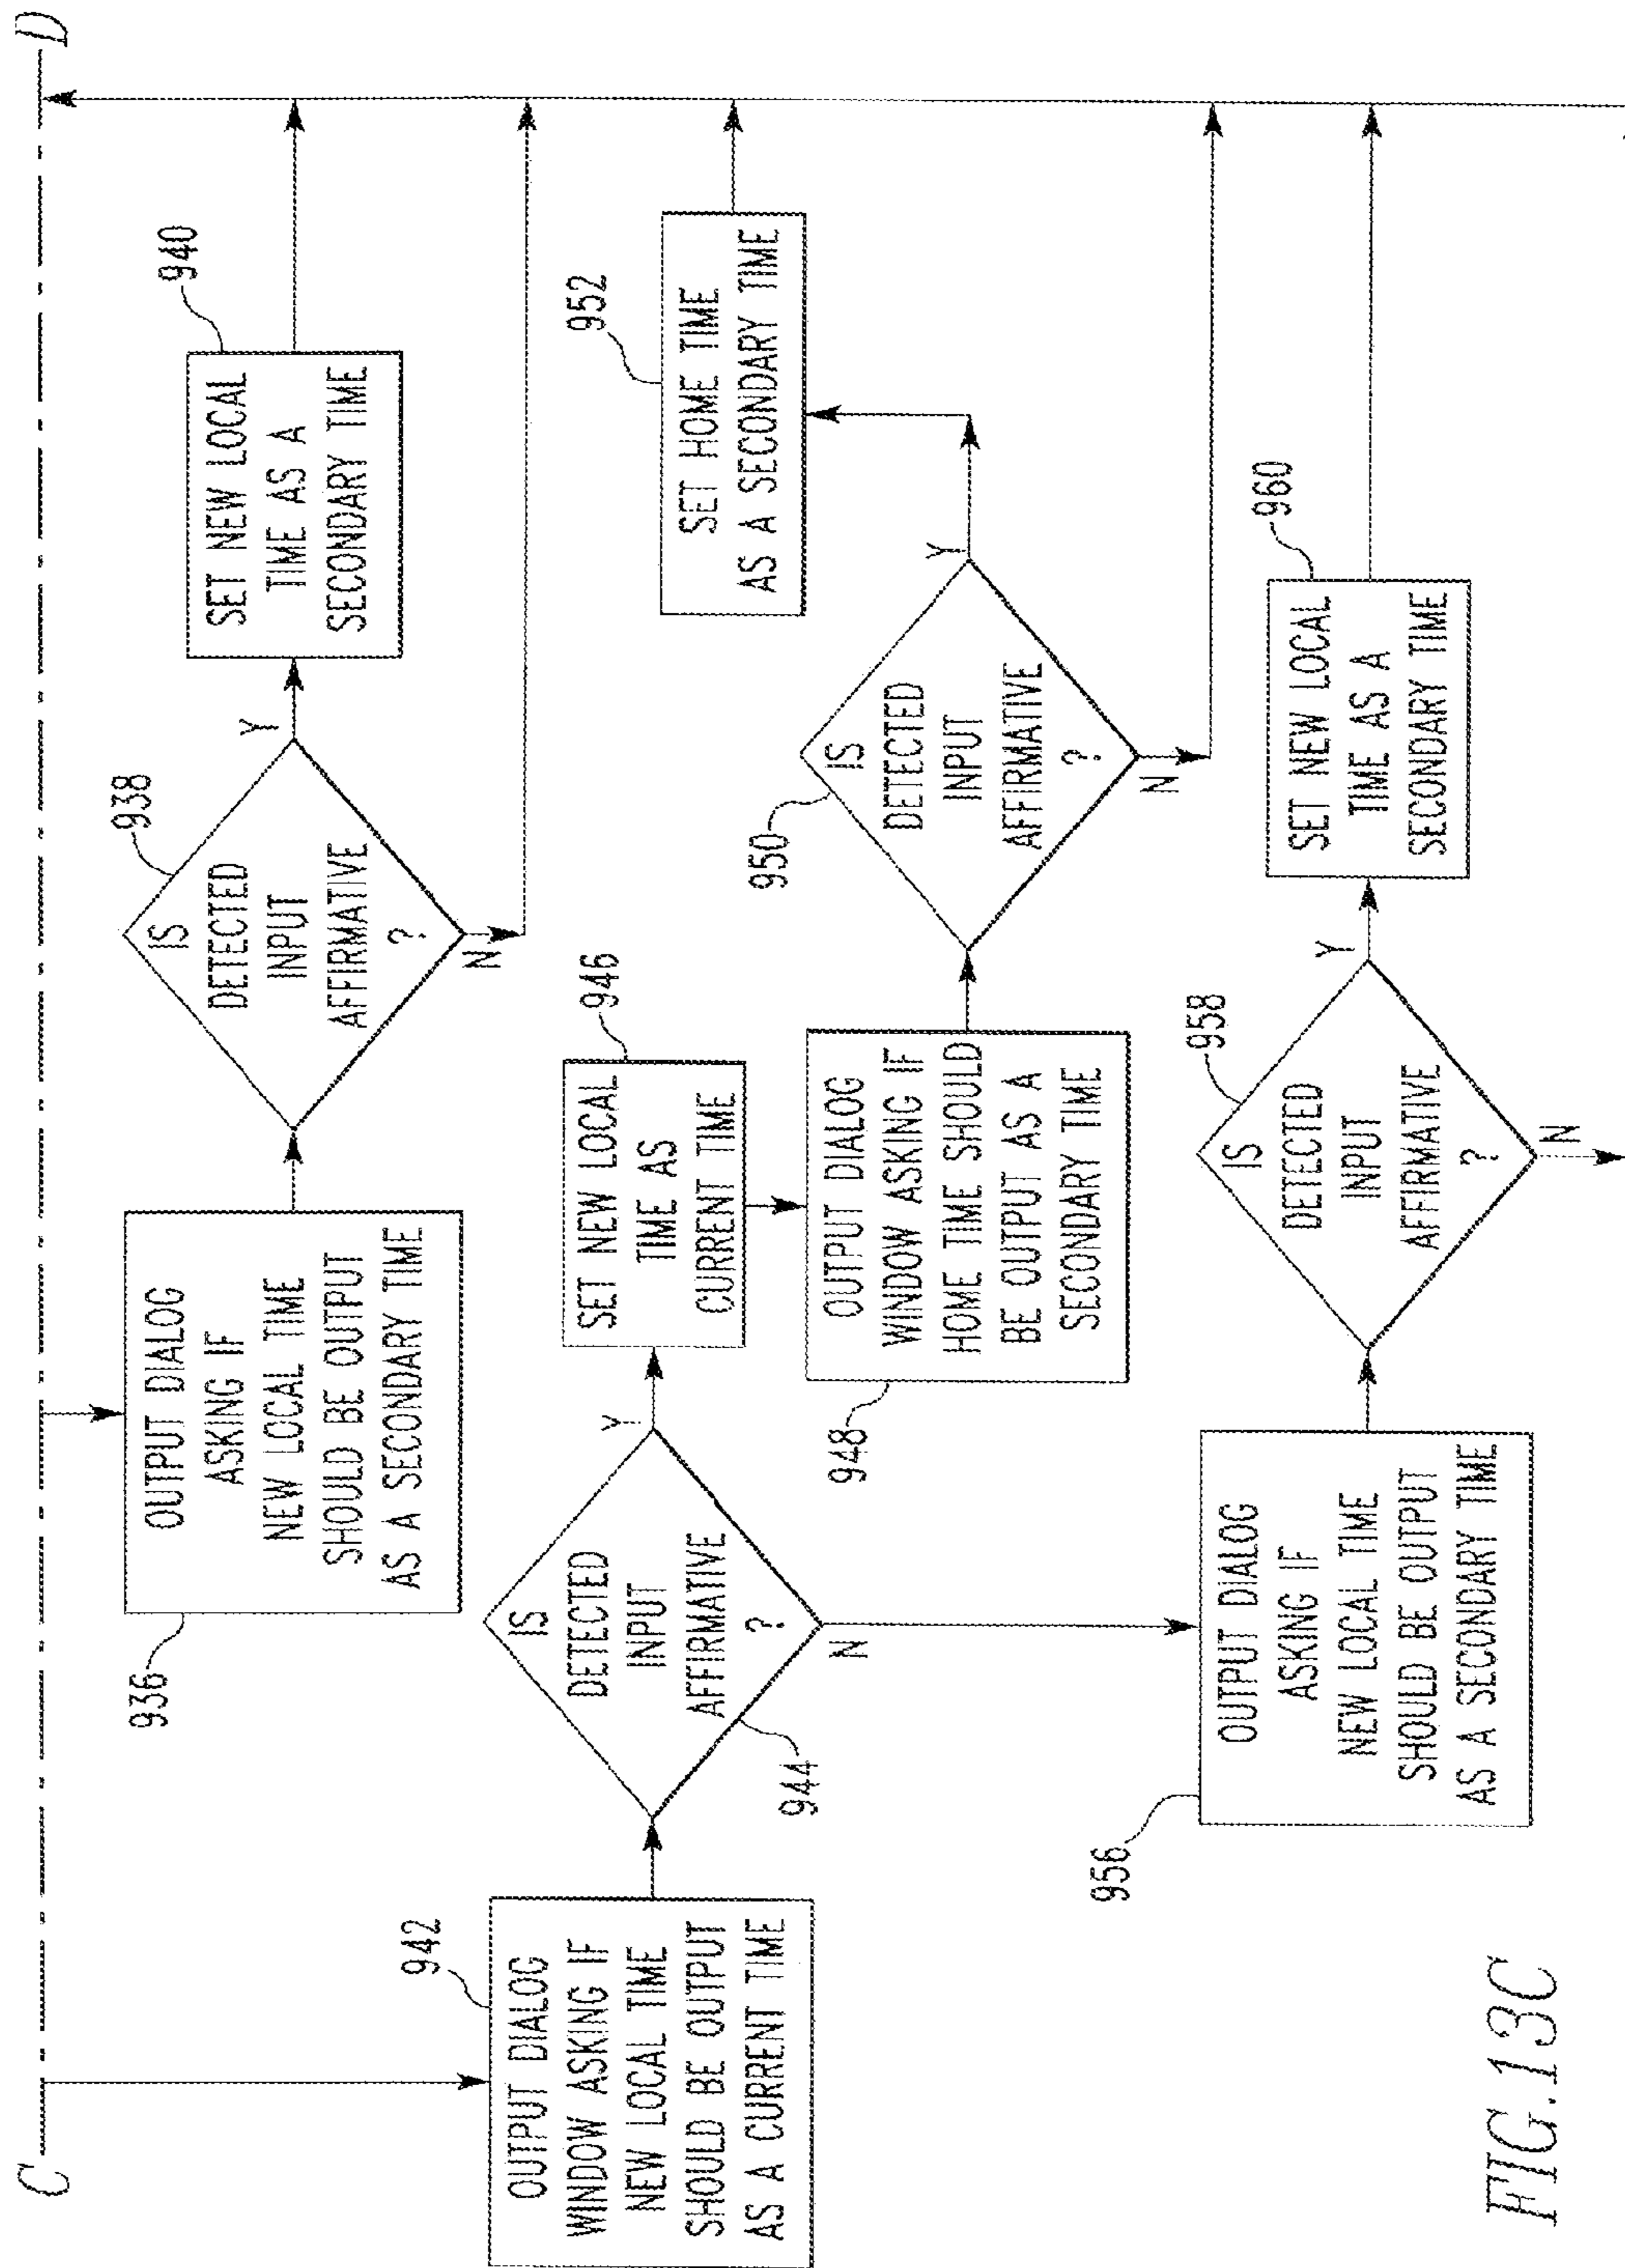 C
D
OUTPUT DIALOG
ASKING IF
NEW LOCAL TIME
SHOULD BE OUTPUT
AS A SECONDARY TIME
936
IS
DETECTED
INPUT
AFFIRMATIVE
?
938
Y
N
SET NEW LOCAL
TIME AS A
SECONDARY TIME
940
OUTPUT DIALOG
WINDOW ASKING IF
NEW LOCAL TIME
SHOULD BE OUTPUT
AS A CURRENT TIME
942
IS
DETECTED
INPUT
AFFIRMATIVE
?
944
Y
N
SET NEW LOCAL
TIME AS
CURRENT TIME
946
OUTPUT DIALOG
WINDOW ASKING IF
HOME TIME SHOULD
BE OUTPUT AS A
SECONDARY TIME
948
IS
DETECTED
INPUT
AFFIRMATIVE
?
950
Y
N
SET HOME TIME
AS A SECONDARY TIME
952
OUTPUT DIALOG
ASKING IF
NEW LOCAL TIME
SHOULD BE OUTPUT
AS A SECONDARY TIME
956
IS
DETECTED
INPUT
AFFIRMATIVE
?
958
Y
N
SET NEW LOCAL
TIME AS A
SECONDARY TIME
960
FIG.13C